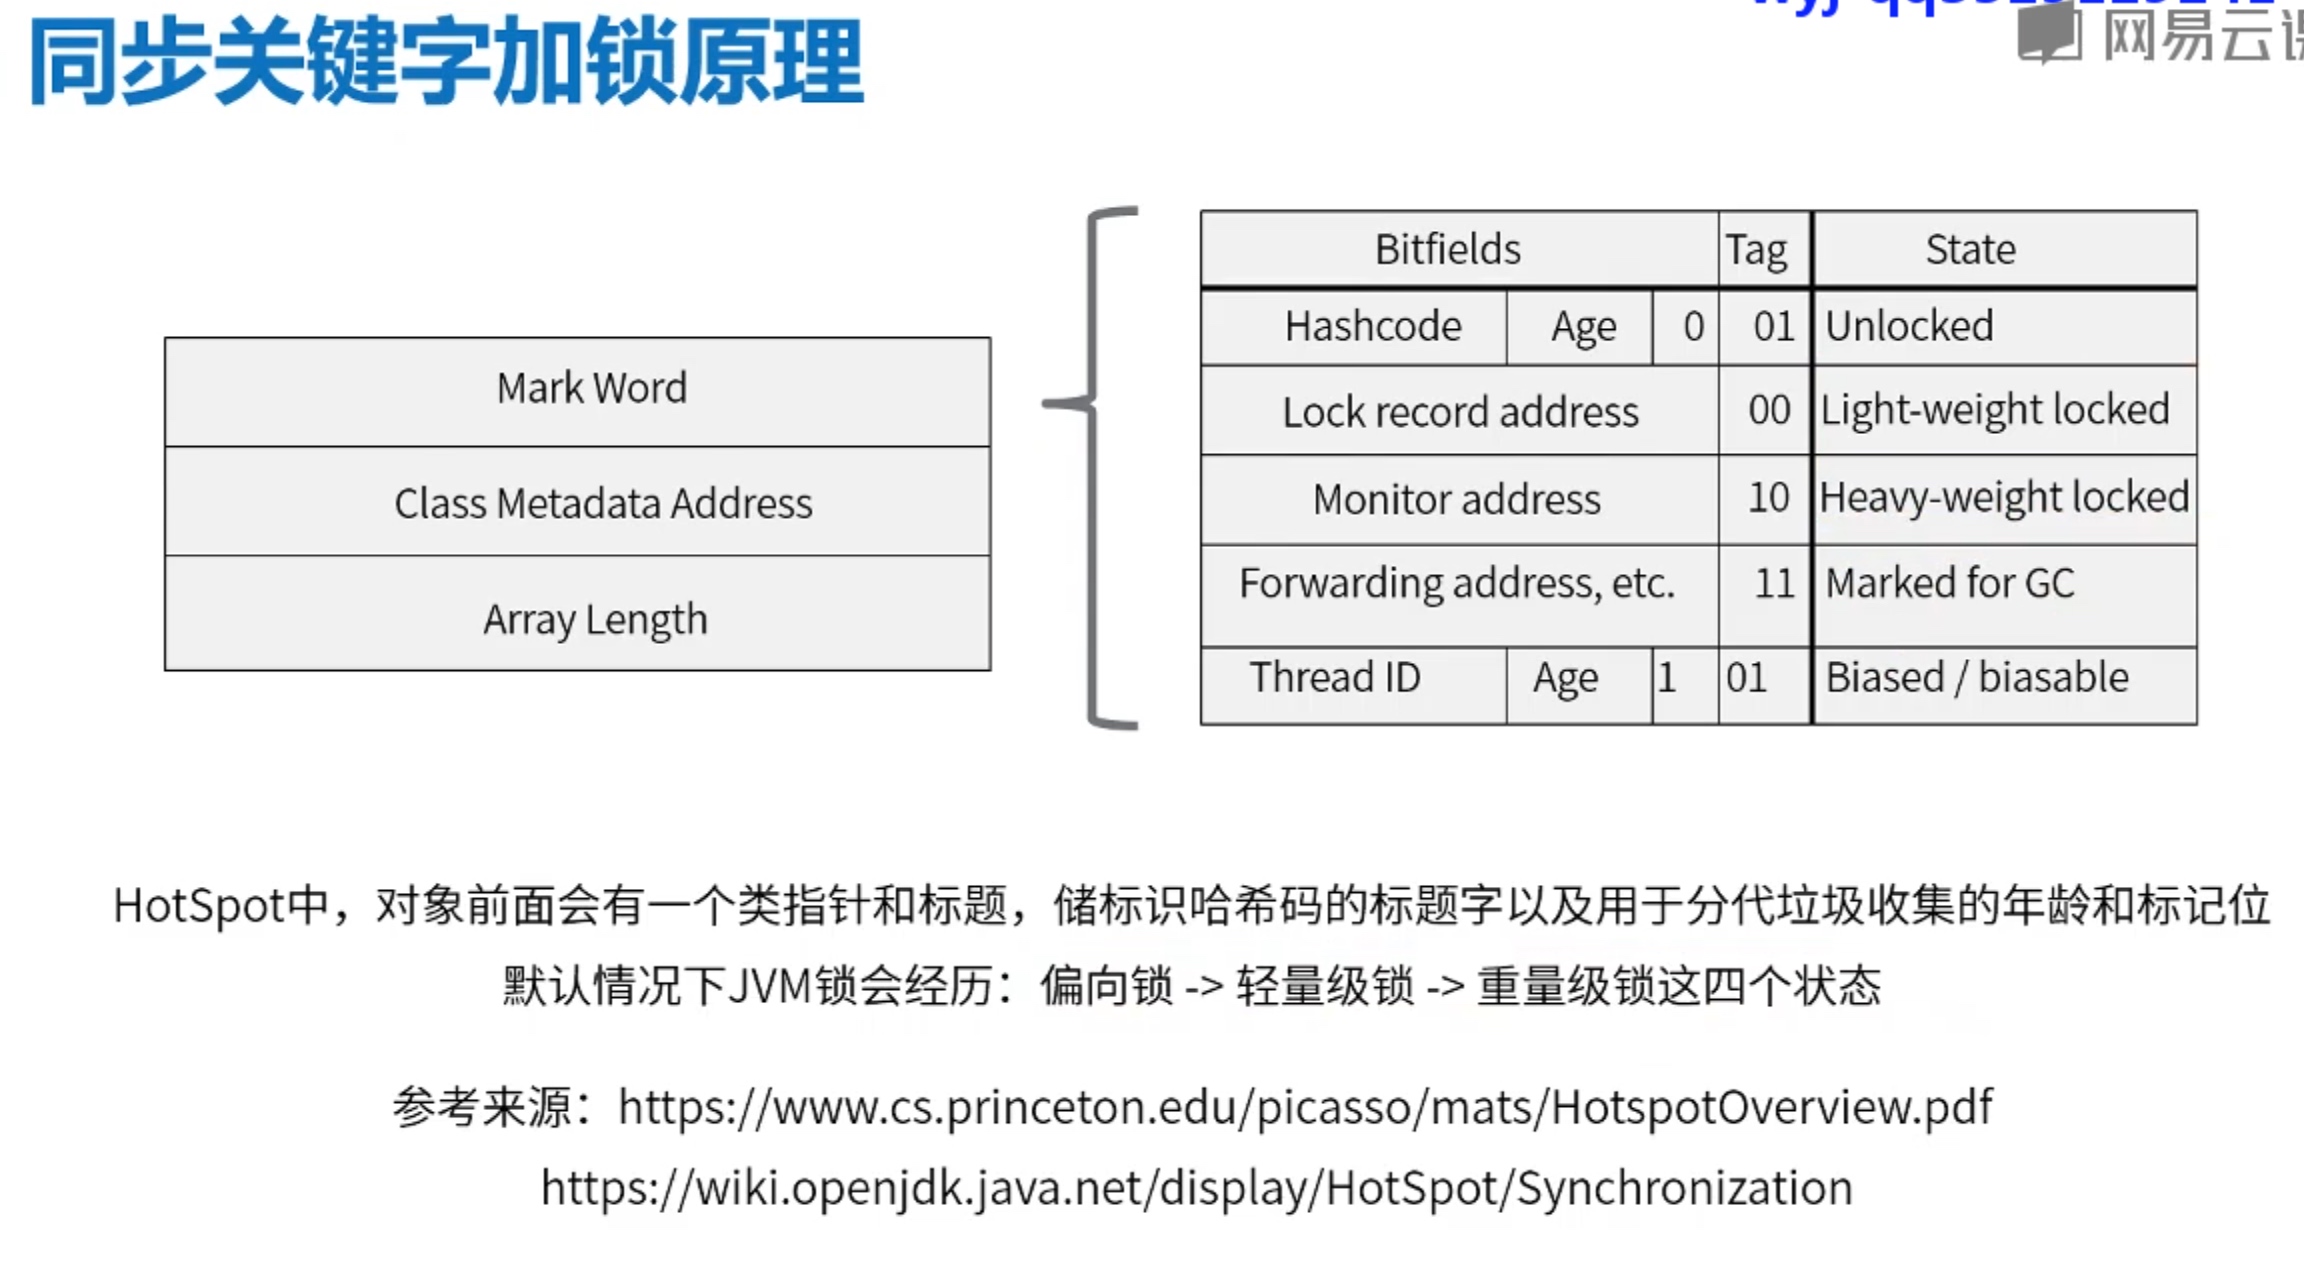 同步关键字加锁原理
网易云课
Mark Word
Class Metadata Address
Array Length
Bitfields Tag State
Hashcode Age 0 01 Unlocked
Lock record address 00 Light-weight locked
Monitor address 10 Heavy-weight locked
Forwarding address, etc. 11 Marked for GC
Thread ID Age 1 01 Biased / biasable
HotSpot中，对象前面会有一个类指针和标题，储标识哈希码的标题字以及用于分代垃圾收集的年龄和标记位
默认情况下JVM锁会经历：偏向锁 -> 轻量级锁 -> 重量级锁这四个状态
参考来源：https://www.cs.princeton.edu/picasso/mats/HotspotOverview.pdf
https://wiki.openjdk.java.net/display/HotSpot/Synchronization